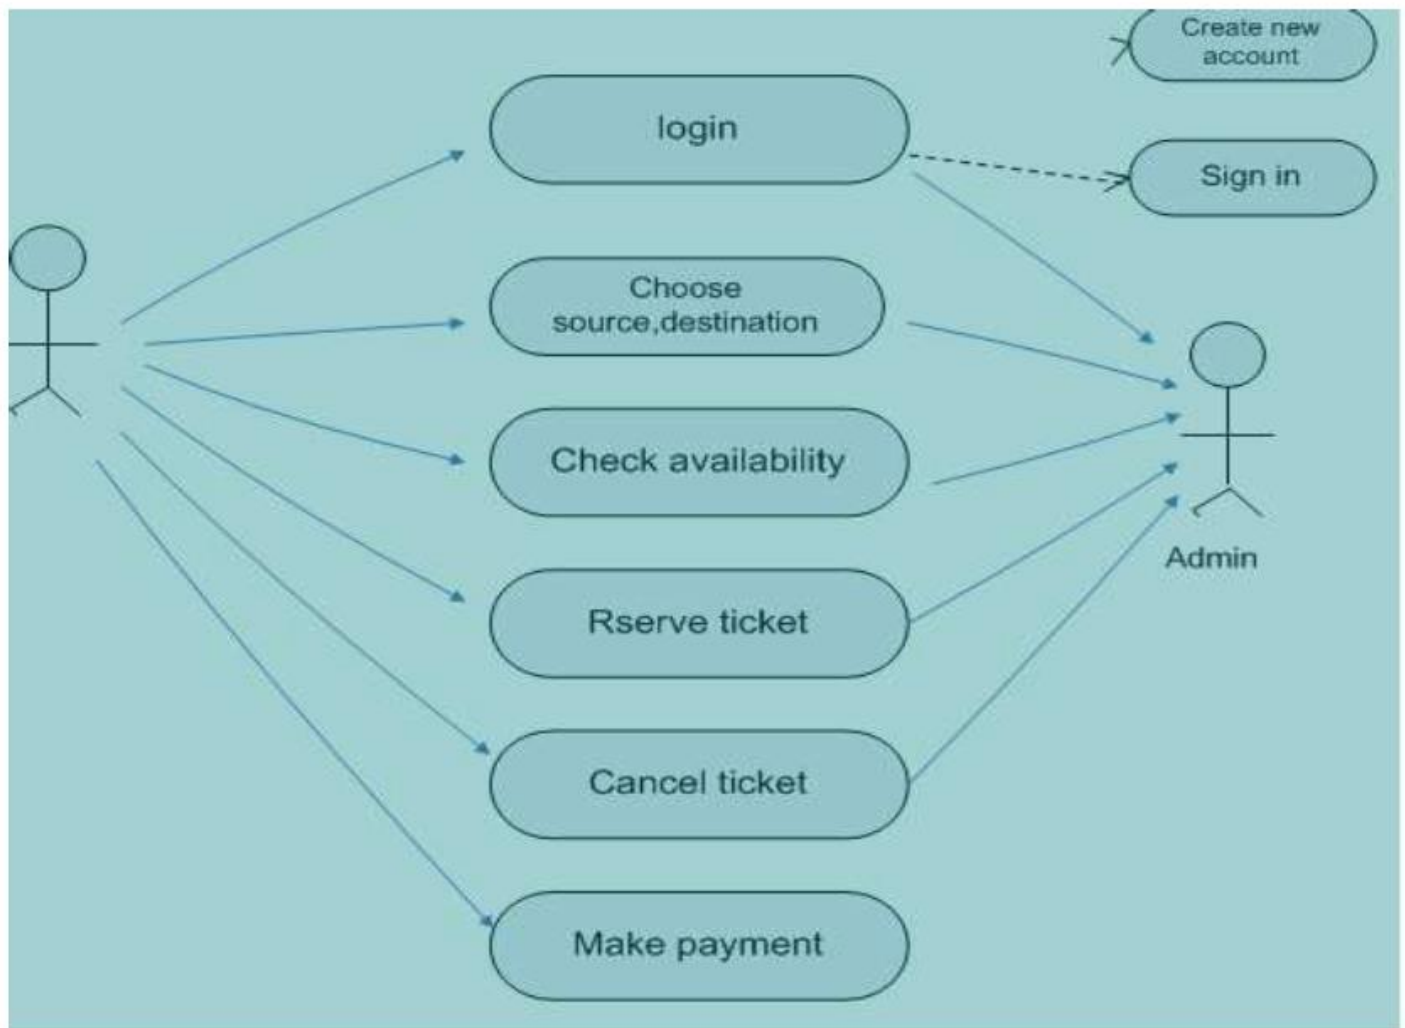 Create new
account
login
Sign in
Choose
source,destination
Check availability
Admin
Rserve ticket
Cancel ticket
Make payment